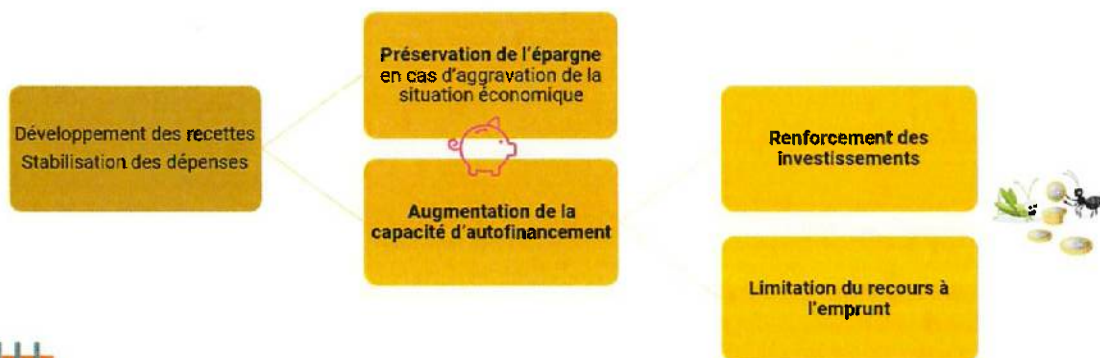 Développement des recettes
Stabilisation des dépenses
Préservation de l'épargne
en cas d'aggravation de la
situation économique
Augmentation de la
capacité d'autofinancement
Renforcement des
investissements
Limitation du recours à
l'emprunt